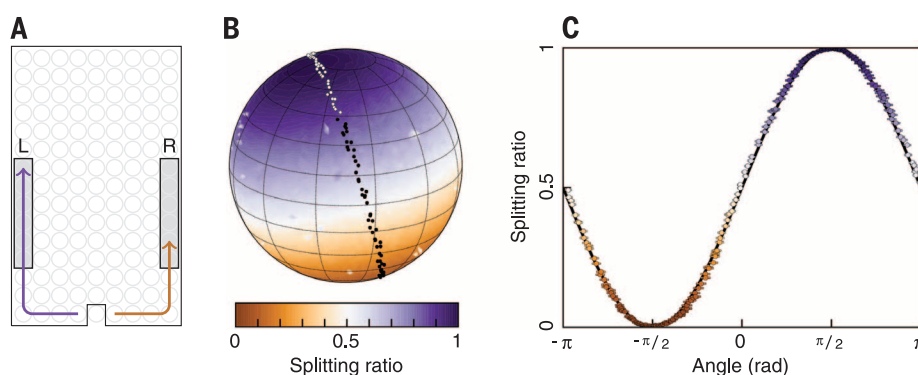 A
L
R
B
0
0.5
1
Splitting ratio
C
Splitting ratio
1
0.5
0
-π
-π/2
0
π/2
π
Angle (rad)